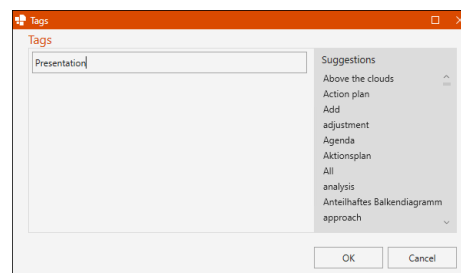 Tags
Tags
Presentation
Suggestions
Above the clouds
Action plan
Add
adjustment
Agenda
Aktionsplan
All
analysis
Anteilhaftes Balkendiagramm
approach
OK
Cancel